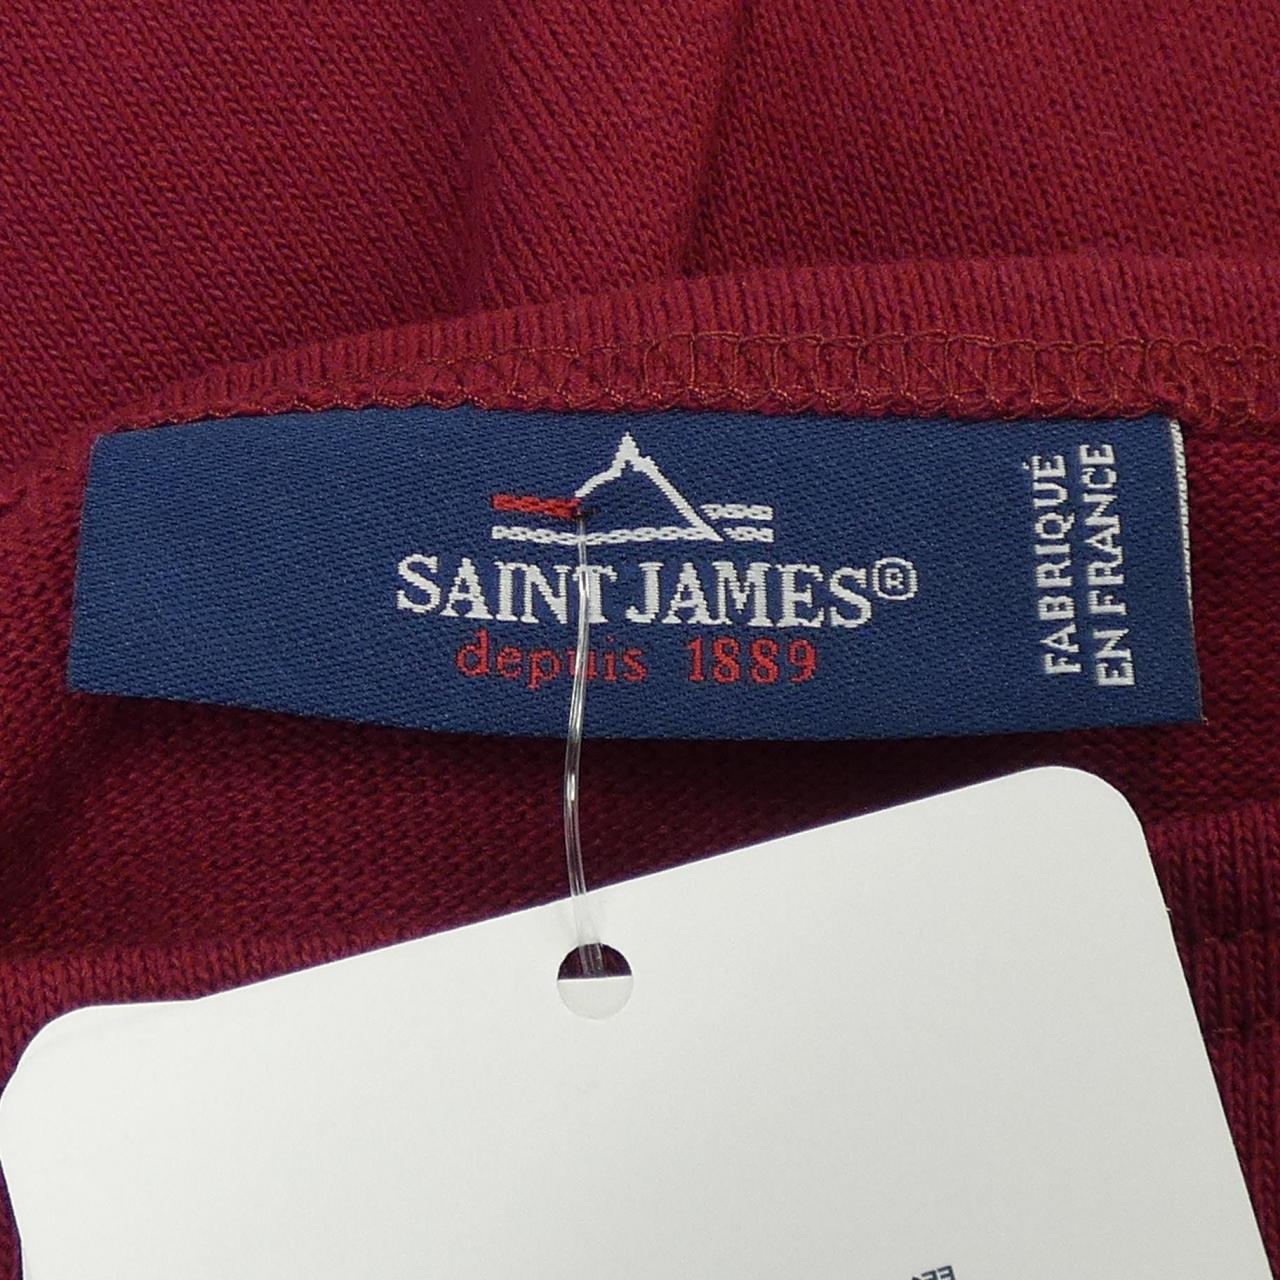 SAINT JAMES®
depuis 1889
FABRIQUÉ
EN FRANCE